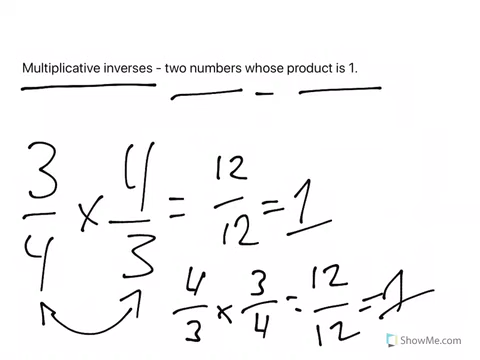 Multiplicative inverses - two numbers whose product is 1.
3/4 x 4/3 = 12/12 = 1
4/3 x 3/4 = 12/12 = 1
ShowMe.com